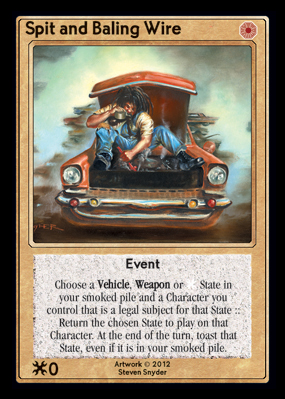 Spit and Baling Wire
Event
Choose a Vehicle, Weapon or State in
your smoked pile and a Character you
control that is a legal subject for that State ::
Return the chosen State to play on that
Character. At the end of the turn, toast that
State, even if it is in your smoked pile.
0
Artwork © 2012
Steven Snyder